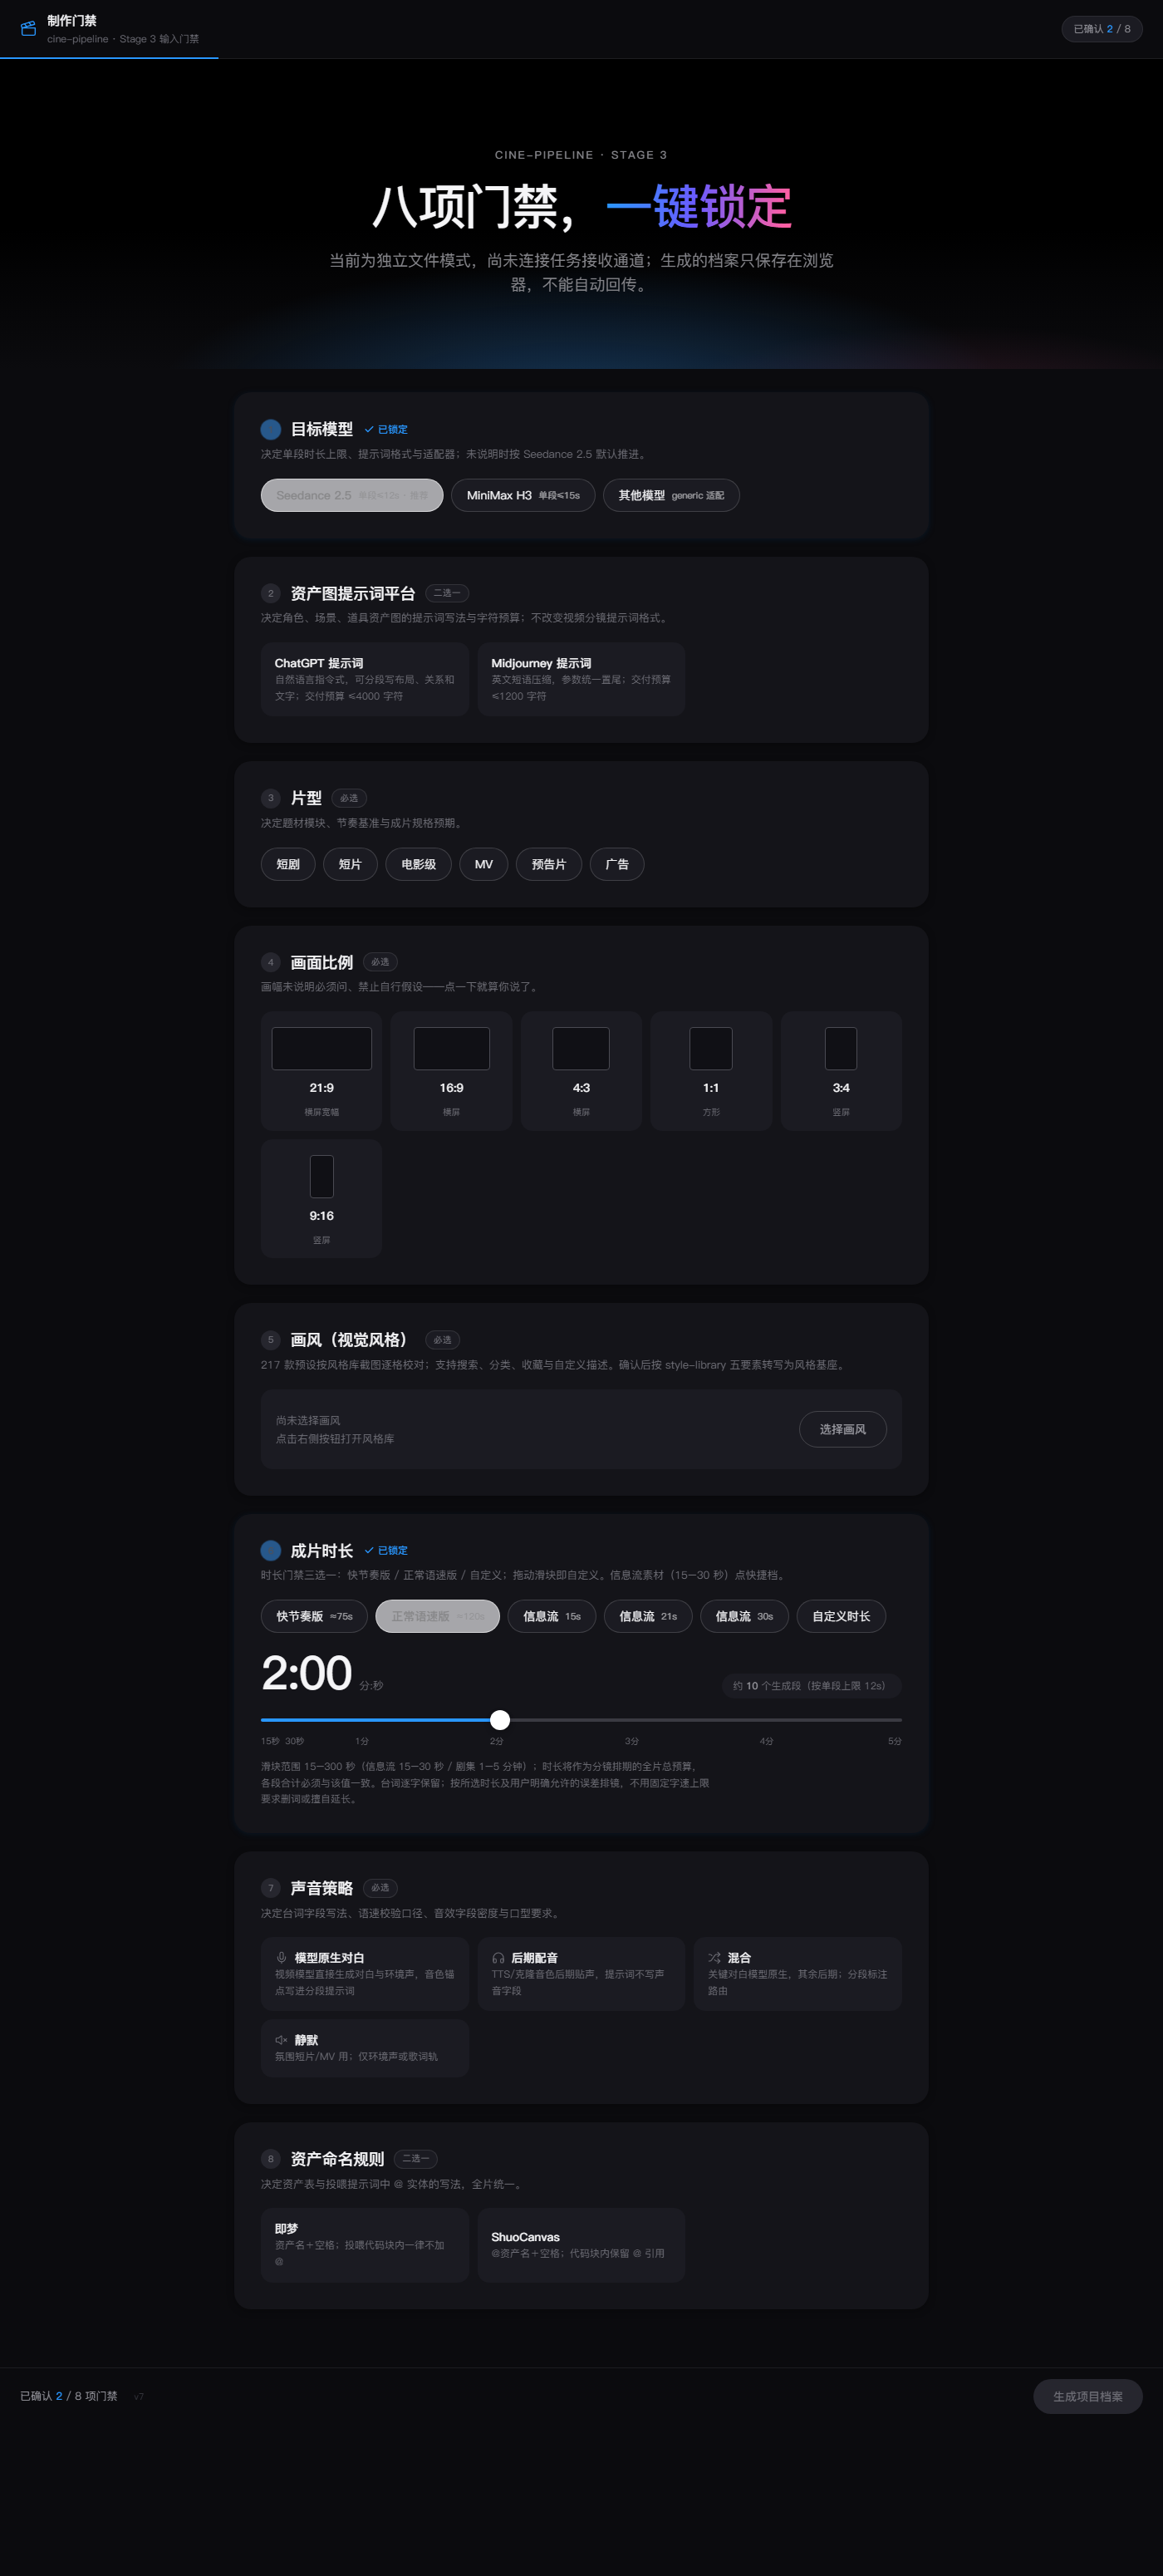 制作门禁
cine-pipeline · Stage 3 输入门禁
已确认 2 / 8
CINE-PIPELINE · STAGE 3
八项门禁，一键锁定
当前为独立文件模式，尚未连接任务接收通道；生成的档案只保存在浏览
器，不能自动回传。
目标模型 已锁定
决定单段时长上限、提示词格式与适配器；未说明时按 Seedance 2.5 默认推进。
Seedance 2.5 单段≤12s · 推荐
MiniMax H3 单段≤15s
其他模型 generic 适配
2 资产图提示词平台 二选一
决定角色、场景、道具资产图的提示词写法与字符预算；不改变视频分镜提示词格式。
ChatGPT 提示词
自然语言指令式，可分段写布局、关系和
文字；交付预算 ≤4000 字符
Midjourney 提示词
英文短语压缩，参数统一置尾；交付预算
≤1200 字符
3 片型 必选
决定题材模块、节奏基准与成片规格预期。
短剧 短片 电影级 MV 预告片 广告
4 画面比例 必选
画幅未说明必须问、禁止自行假设——点一下就算你说了。
21:9 16:9 4:3 1:1 3:4
横屏宽幅 横屏 横屏 方形 竖屏
9:16
竖屏
5 画风（视觉风格） 必选
217 款预设按风格库截图逐格校对；支持搜索、分类、收藏与自定义描述。确认后按 style-library 五要素转写为风格基座。
尚未选择画风
点击右侧按钮打开风格库
选择画风
成片时长 已锁定
时长门禁三选一：快节奏版 / 正常语速版 / 自定义；拖动滑块即自定义。信息流素材（15—30 秒）点快捷档。
快节奏版 ≈75s 正常语速版 ≈120s 信息流 15s 信息流 21s 信息流 30s 自定义时长
2:00 分:秒
约 10 个生成段（按单段上限 12s）
15秒 30秒 1分 2分 3分 4分 5分
滑块范围 15—300 秒（信息流 15—30 秒 / 剧集 1—5 分钟）；时长将作为分镜排期的全片总预算，
各段合计必须与该值一致。台词逐字保留；按所选时长及用户明确允许的误差排镜，不用固定字速上限
要求删词或擅自延长。
7 声音策略 必选
决定台词字段写法、语速校验口径、音效字段密度与口型要求。
模型原生对白
视频模型直接生成对白与环境声，音色锚
点写进分段提示词
后期配音
TTS/克隆音色后期贴声，提示词不写声
音字段
混合
关键对白模型原生，其余后期；分段标注
路由
静默
氛围短片/MV 用；仅环境声或歌词轨
8 资产命名规则 二选一
决定资产表与投喂提示词中 @ 实体的写法，全片统一。
即梦
资产名＋空格；投喂代码块内一律不加
@
ShuoCanvas
@资产名＋空格；代码块内保留 @ 引用
已确认 2 / 8 项门禁 v7
生成项目档案